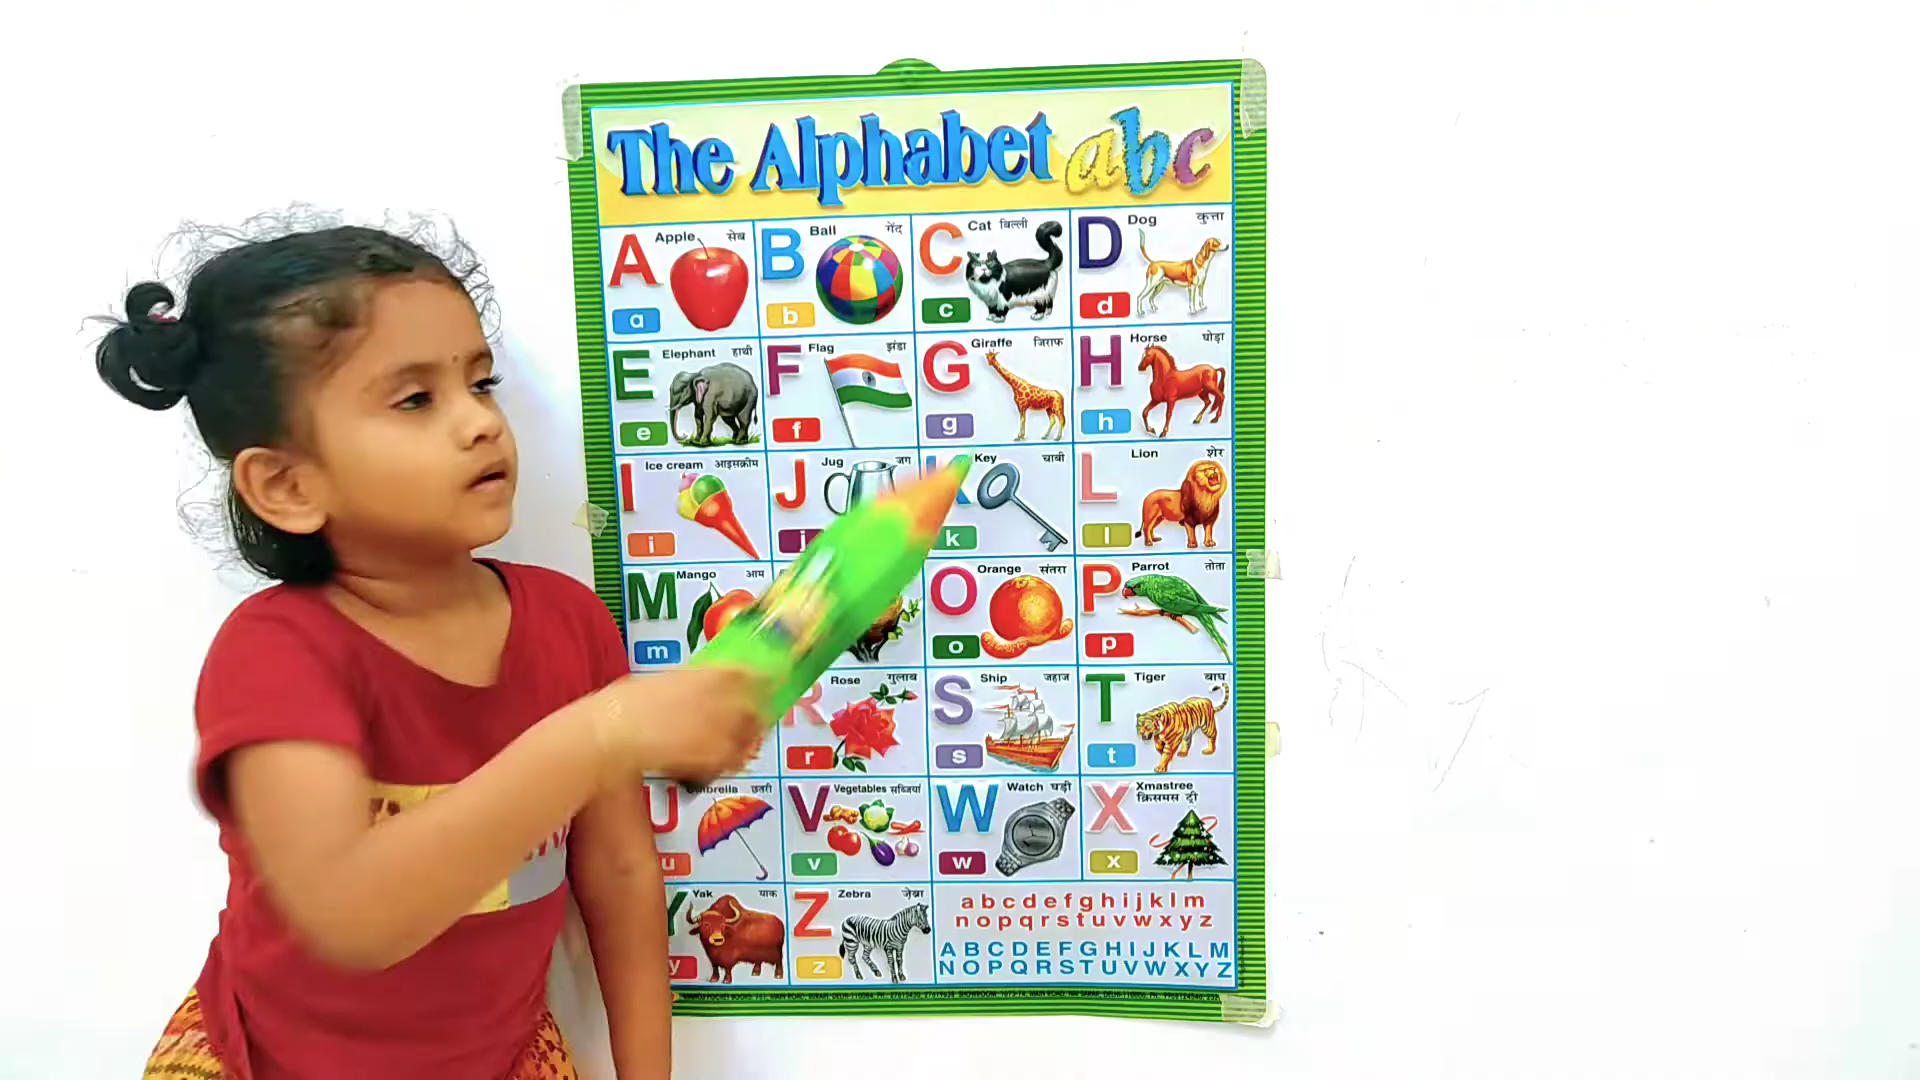 The Alphabet abc
A Apple सेब a
B Ball गेंद b
C Cat बिल्ली c
D Dog कुत्ता d
E Elephant हाथी e
F Flag झंडा f
G Giraffe जिराफ g
H Horse घोड़ा h
I Ice cream आइसक्रीम i
J Jug जग j
K Key चाबी k
L Lion शेर l
M Mango आम m
O Orange संतरा o
P Parrot तोता p
R Rose गुलाब r
S Ship जहाज s
T Tiger बाघ t
U Umbrella छतरी u
V Vegetables सब्जियां v
W Watch घड़ी w
X Xmastree
क्रिसमस ट्री x
Y Yak याक y
Z Zebra ज़ेब्रा z
a b c d e f g h i j k l m
n o p q r s t u v w x y z
A B C D E F G H I J K L M
N O P Q R S T U V W X Y Z